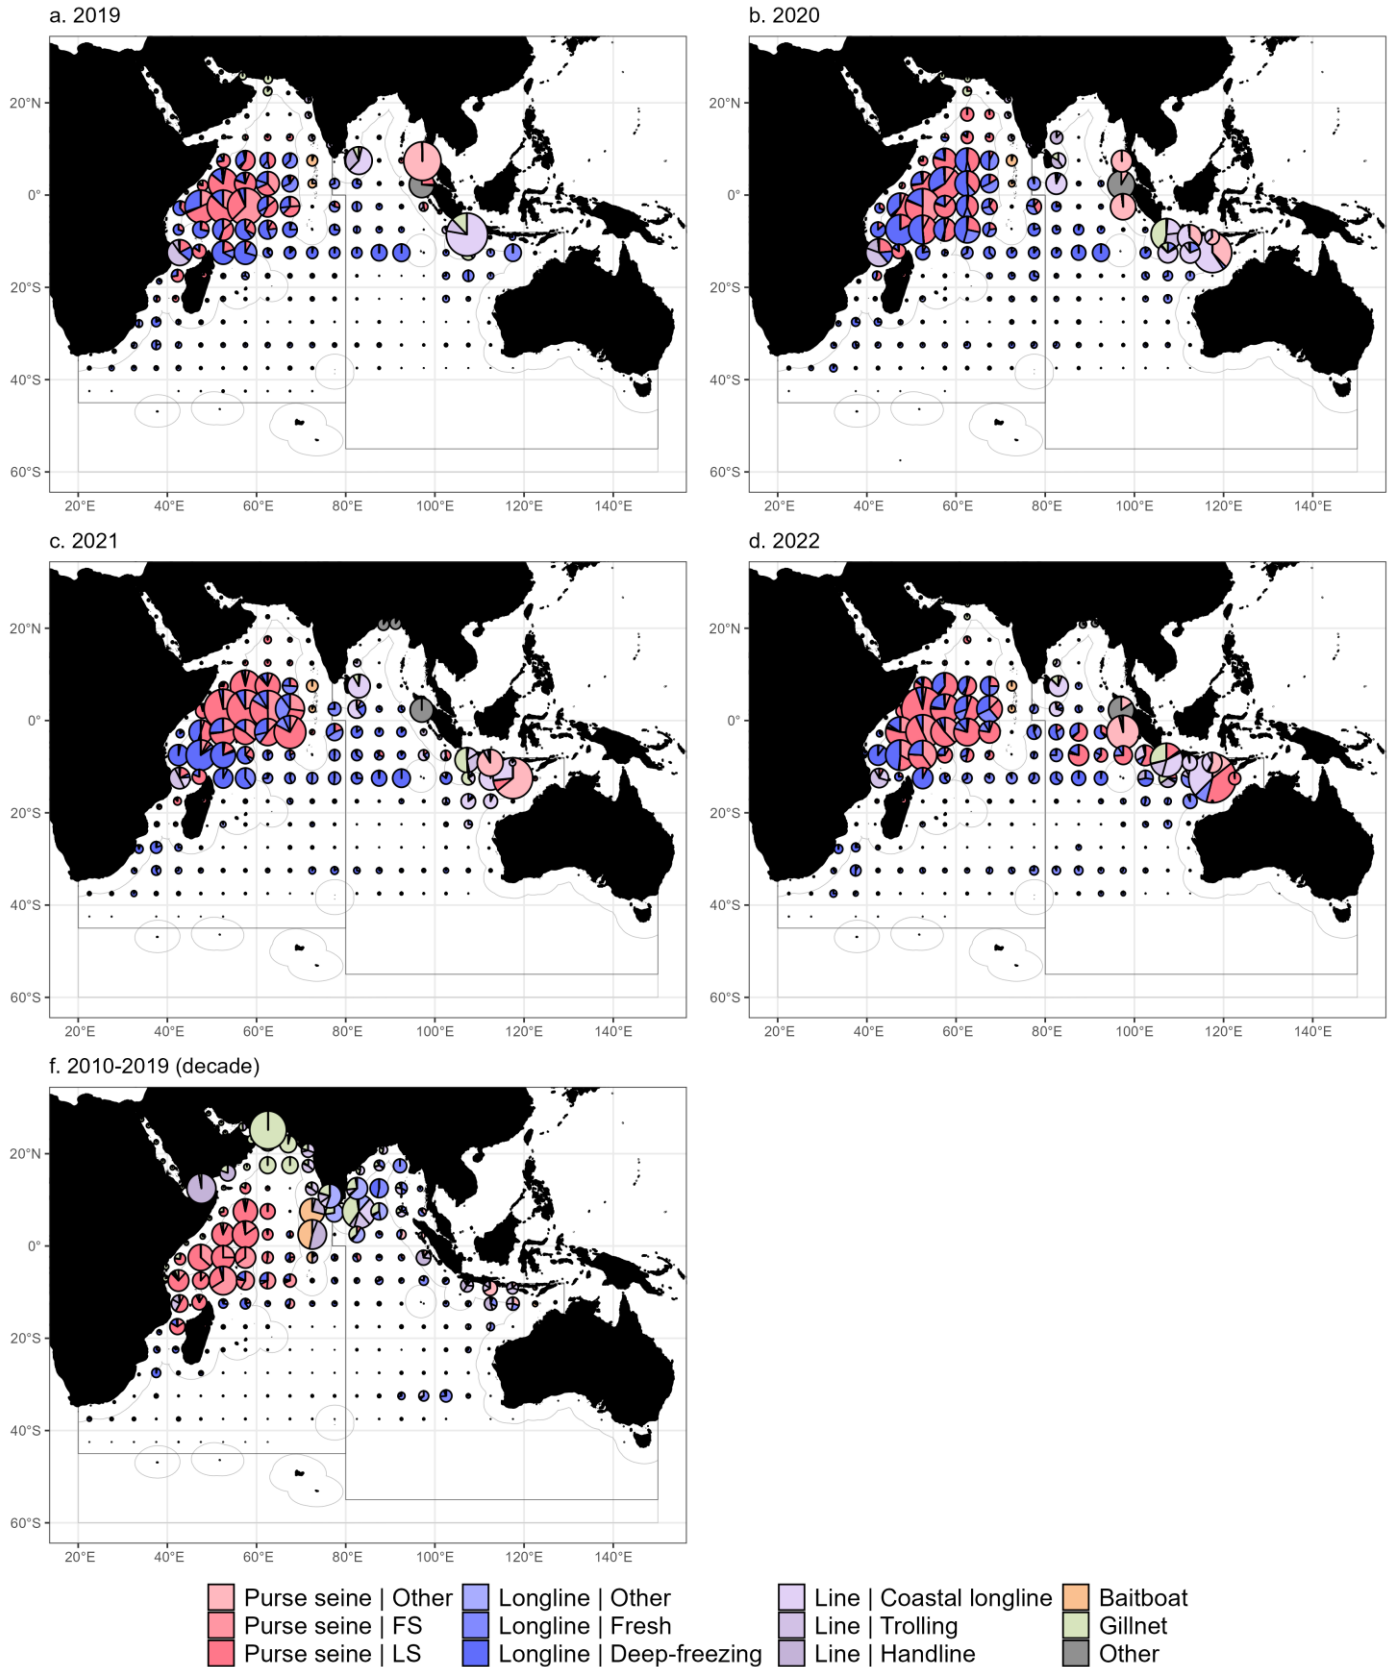 a. 2019
b. 2020
20°N
0°
20°S
40°S
60°S
20°E 40°E 60°E 80°E 100°E 120°E 140°E
20°N
0°
20°S
40°S
60°S
20°E 40°E 60°E 80°E 100°E 120°E 140°E
c. 2021
d. 2022
20°N
0°
20°S
40°S
60°S
20°E 40°E 60°E 80°E 100°E 120°E 140°E
20°N
0°
20°S
40°S
60°S
20°E 40°E 60°E 80°E 100°E 120°E 140°E
f. 2010-2019 (decade)
20°N
0°
20°S
40°S
60°S
20°E 40°E 60°E 80°E 100°E 120°E 140°E
Purse seine | Other Longline | Other Line | Coastal longline Baitboat
Purse seine | FS Longline | Fresh Line | Trolling Gillnet
Purse seine | LS Longline | Deep-freezing Line | Handline Other